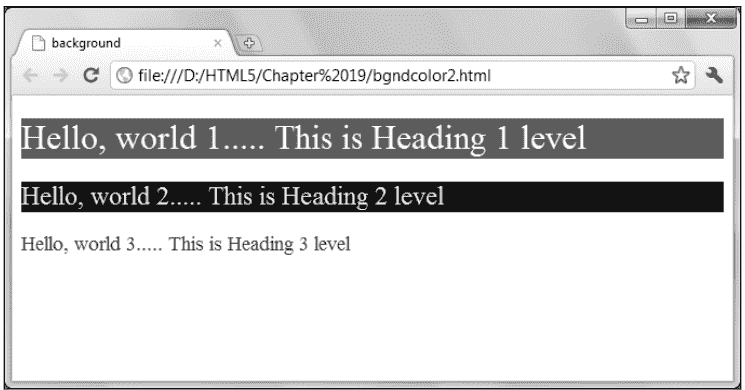 background
file:///D:/HTML5/Chapter%2019/bgndcolor2.html
Hello, world 1..... This is Heading 1 level
Hello, world 2..... This is Heading 2 level
Hello, world 3..... This is Heading 3 level